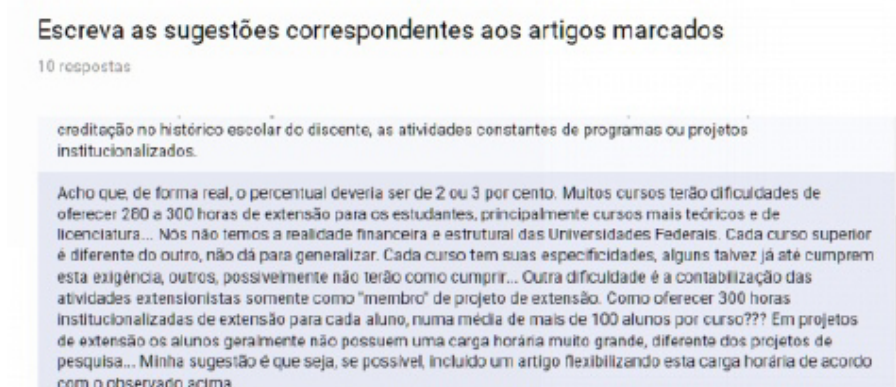 Escreva as sugestões correspondentes aos artigos marcados
10 respostas
creditação no histórico escolar do discente, as atividades constantes de programas ou projetos
institucionalizados.
Acho que, de forma real, o percentual deveria ser de 2 ou 3 por cento. Muitos cursos terão dificuldades de
oferecer 280 a 300 horas de extensão para os estudantes, principalmente cursos mais teóricos e de
licenciatura... Nós não temos a realidade financeira e estrutural das Universidades Federais. Cada curso superior
é diferente do outro, não dá para generalizar. Cada curso tem suas especificidades, alguns talvez já até cumprem
esta exigência, outros, possivelmente não terão como cumprir... Outra dificuldade é a contabilização das
atividades extensionistas somente como "membro" de projeto de extensão. Como oferecer 300 horas
institucionalizadas de extensão para cada aluno, numa média de mais de 100 alunos por curso??? Em projetos
de extensão os alunos geralmente não possuem uma carga horária muito grande, diferente dos projetos de
pesquisa... Minha sugestão é que seja, se possível, incluído um artigo flexibilizando esta carga horária de acordo
com o observado acima